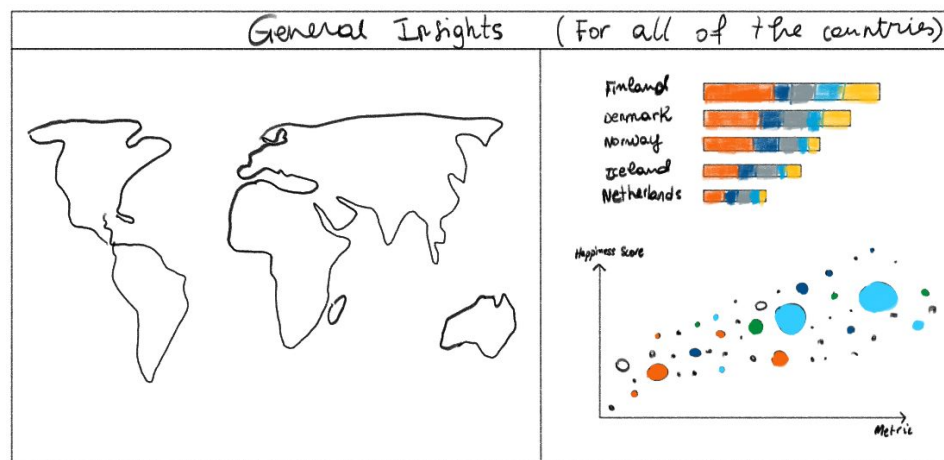 General Insights (For all of the countries)
Finland
Denmark
Norway
Iceland
Netherlands
Happiness Score
Metric